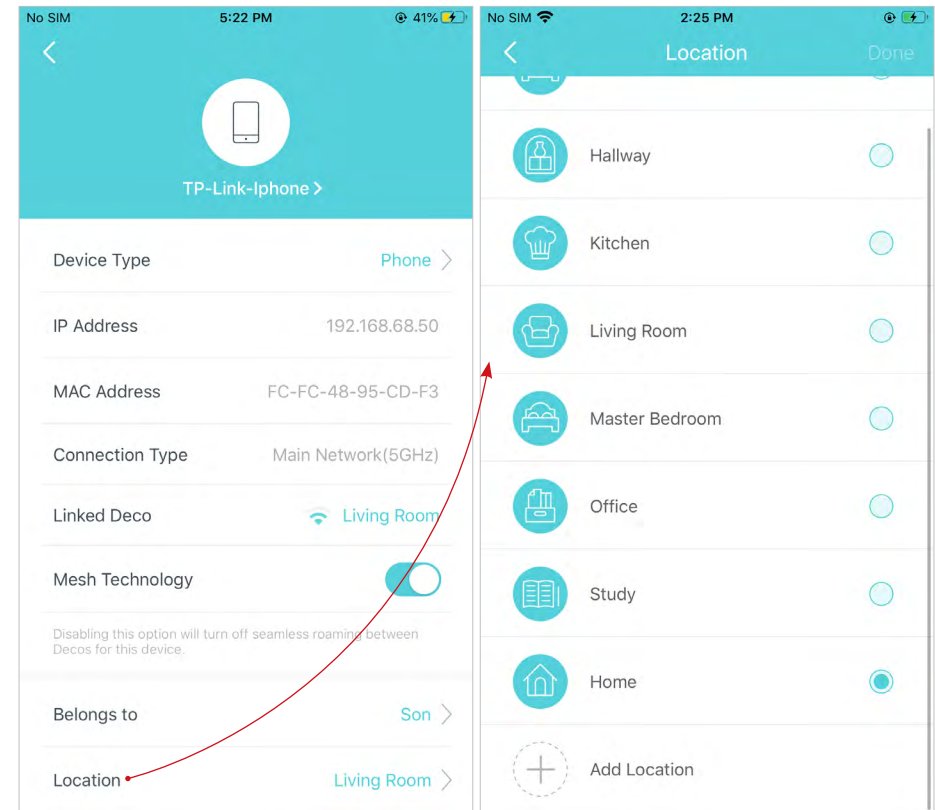 No SIM 5:22 PM 41%
TP-Link-Iphone >
Device Type Phone >
IP Address 192.168.68.50
MAC Address FC-FC-48-95-CD-F3
Connection Type Main Network(5GHz)
Linked Deco Living Room
Mesh Technology
Disabling this option will turn off seamless roaming between
Decos for this device.
Belongs to Son >
Location Living Room >
No SIM 2:25 PM
Location Done
Hallway
Kitchen
Living Room
Master Bedroom
Office
Study
Home
Add Location